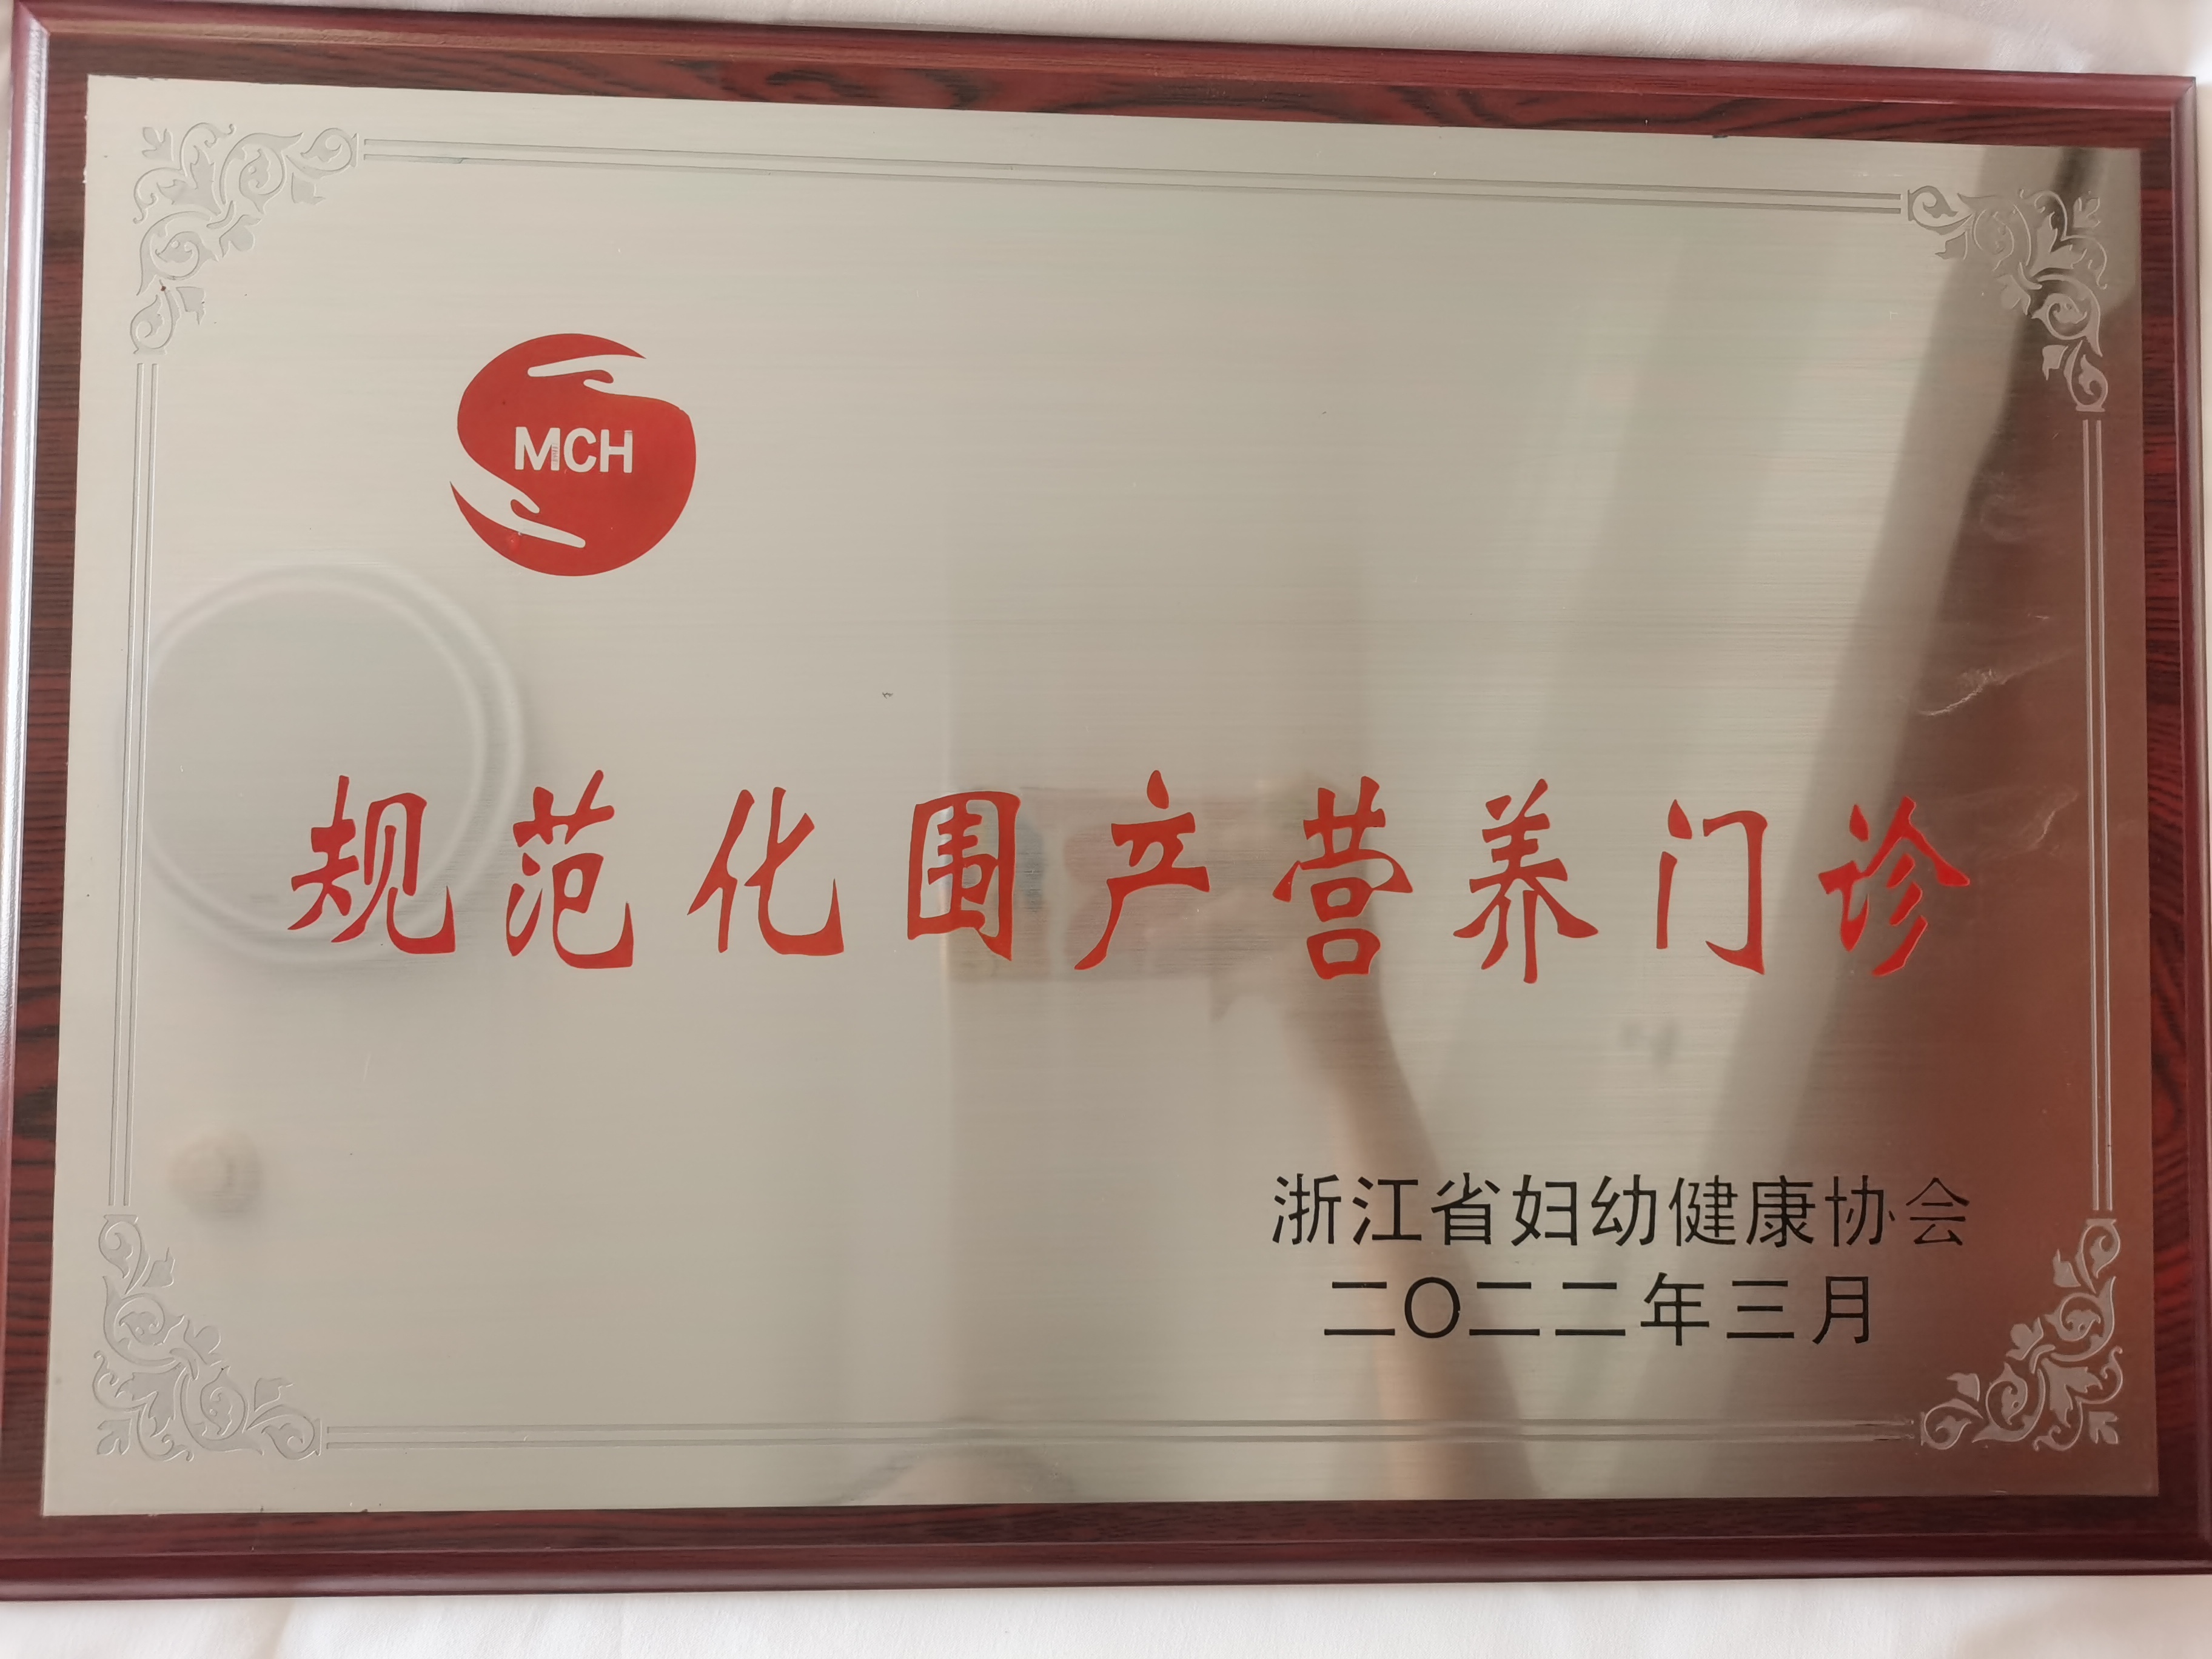 MCH
规范化围产营养门诊
浙江省妇幼健康协会
二〇二二年三月